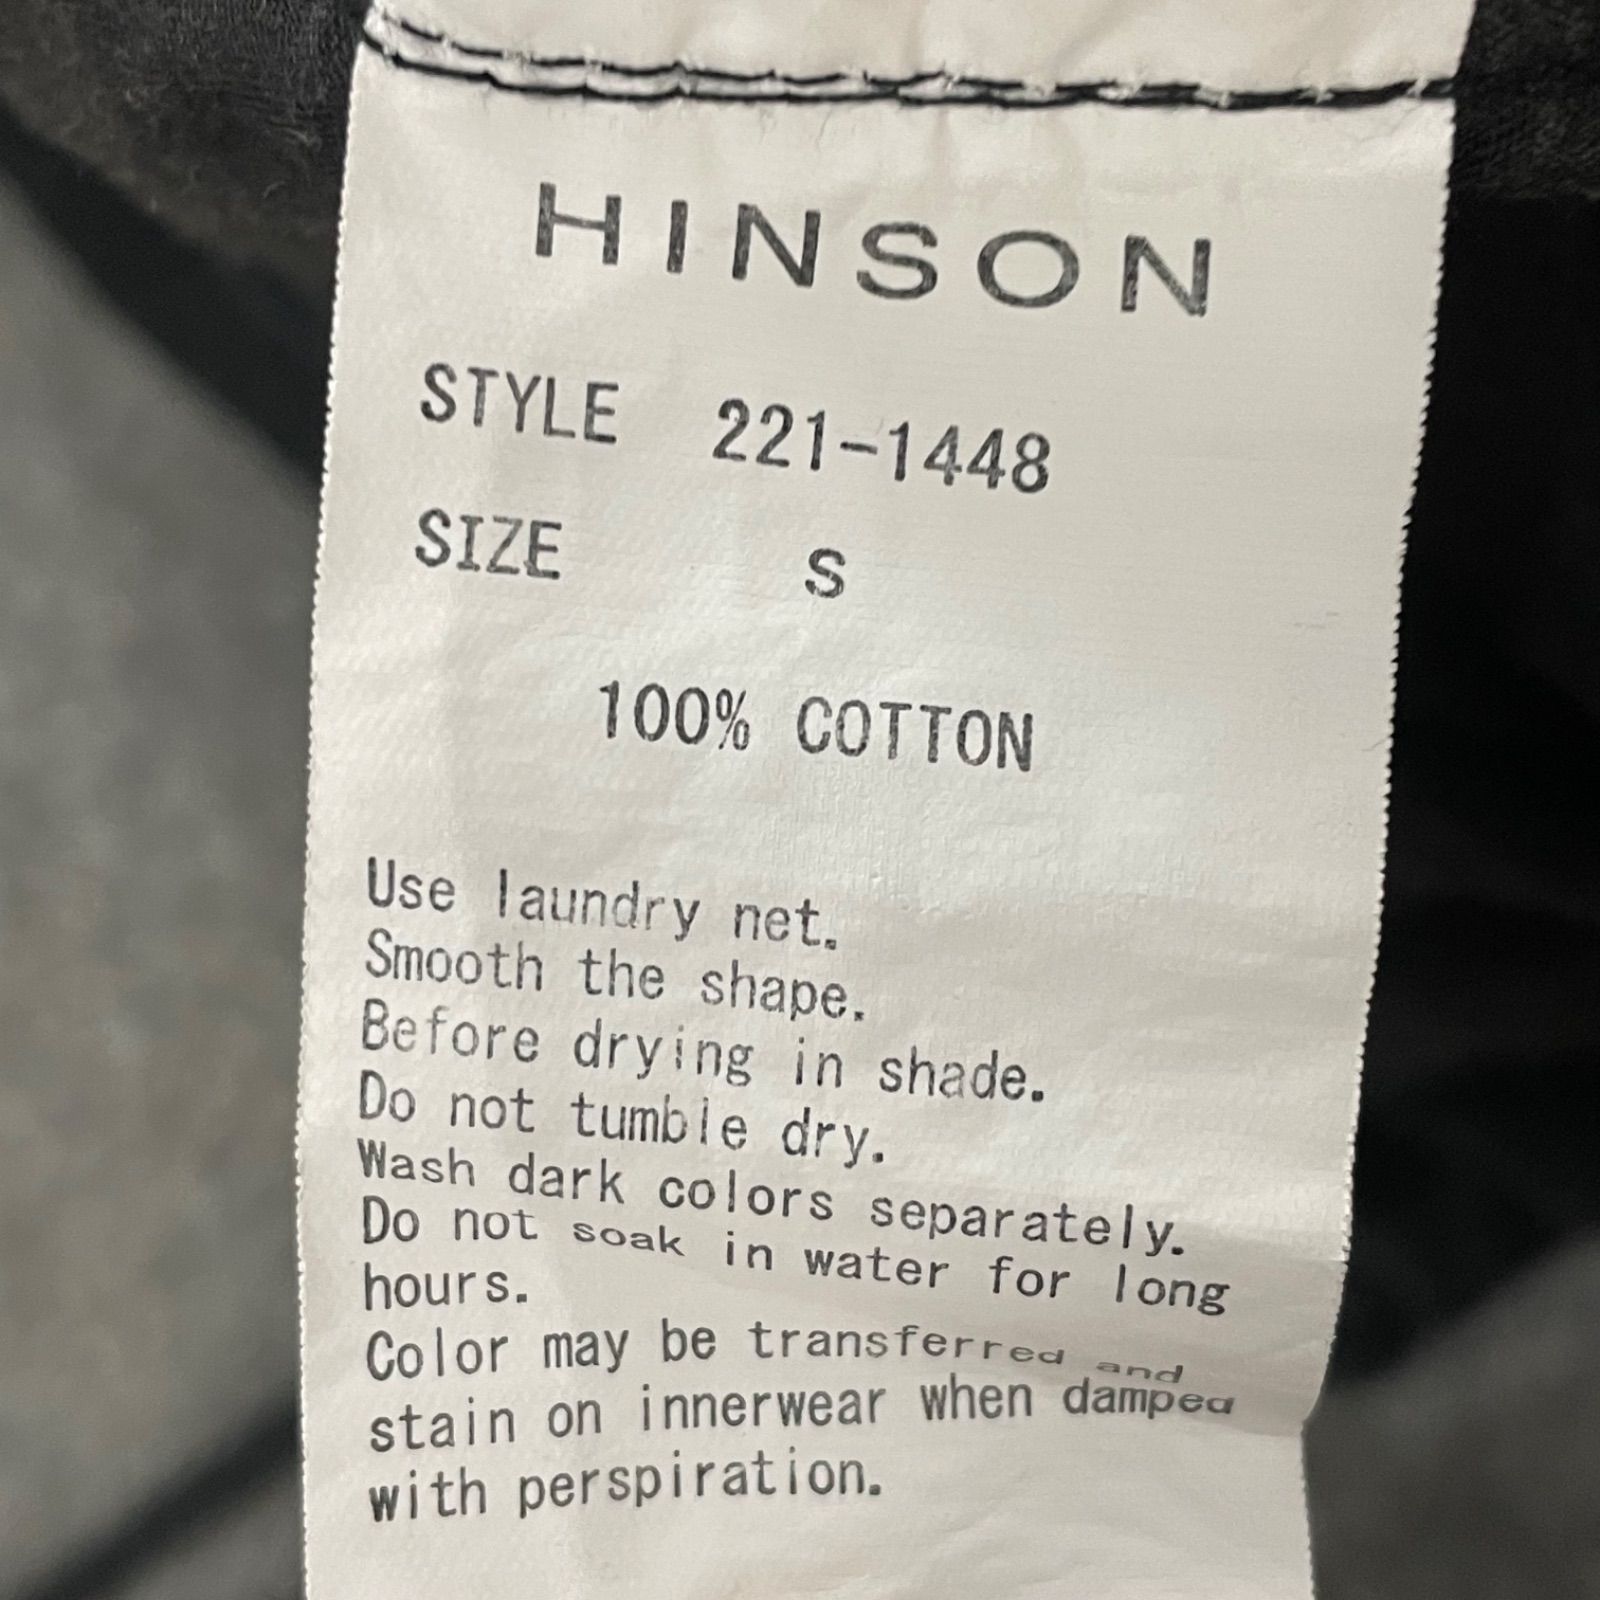 HINSON
STYLE 221-1448
SIZE S
100% COTTON
Use laundry net.
Smooth the shape.
Before drying in shade.
Do not tumble dry.
Wash dark colors separately.
Do not soak in water for long
hours.
Color may be transferred and
stain on innerwear when damped
with perspiration.